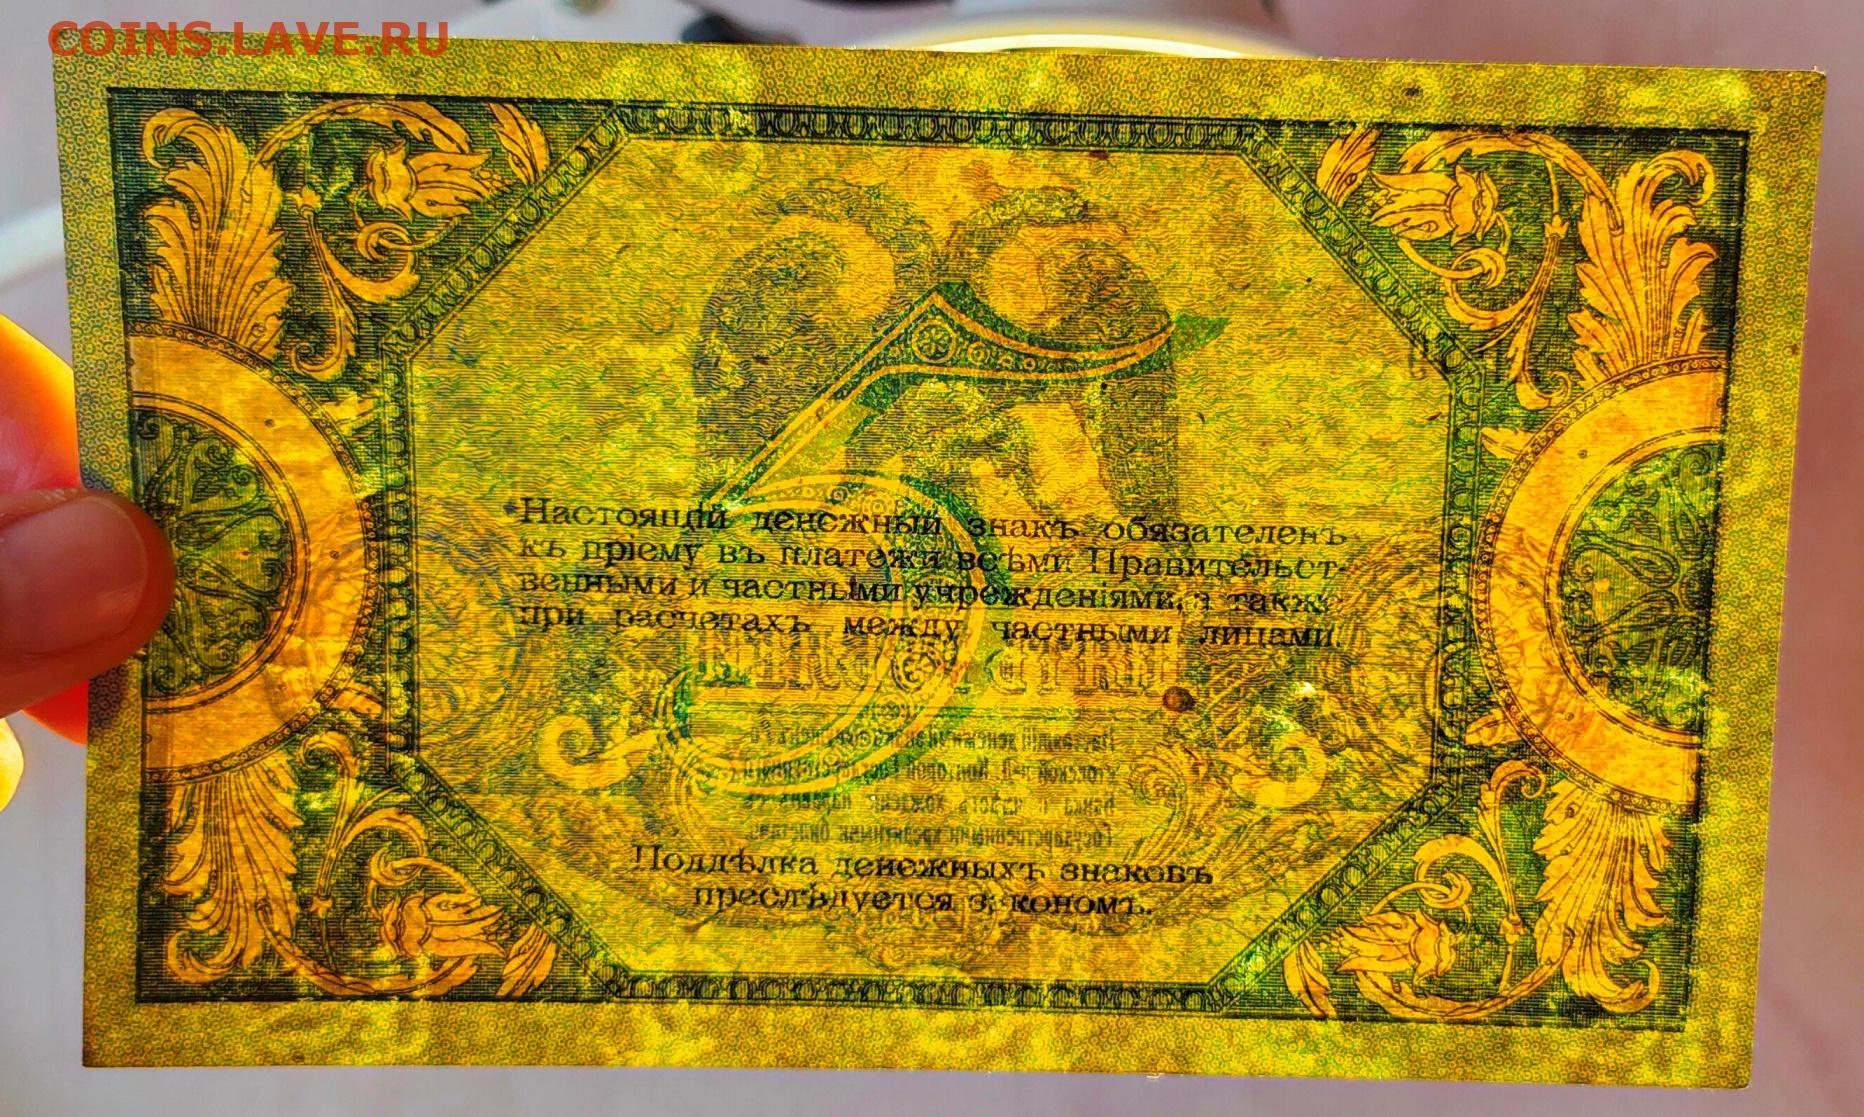 COINS.LAVE.RU
5
Настоящій денежный знакъ обязателенъ
къ пріему въ платежи всѣми Правительст-
венными и частными учрежденіями, а также
при расчетахъ между частными лицами.
Поддѣлка денежныхъ знаковъ
преслѣдуется закономъ.